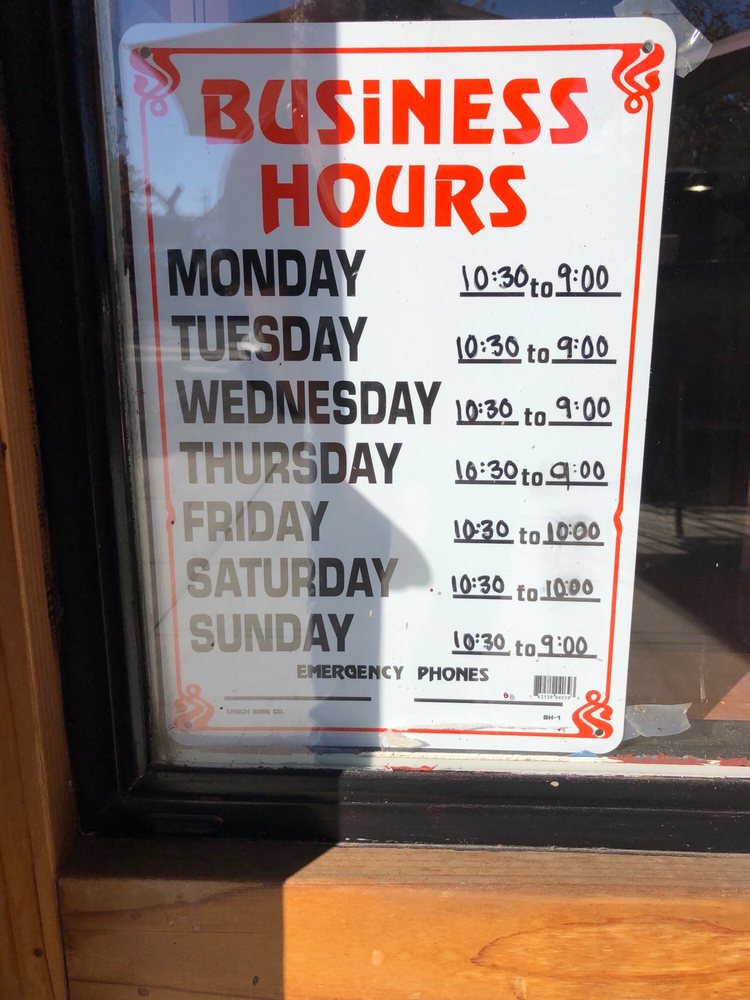 BUSINESS
HOURS
MONDAY 10:30 to 9:00
TUESDAY 10:30 to 9:00
WEDNESDAY 10:30 to 9:00
THURSDAY 10:30 to 9:00
FRIDAY 10:30 to 10:00
SATURDAY 10:30 to 10:00
SUNDAY 10:30 to 9:00
EMERGENCY PHONES
LYNCH SIGN CO.
BH-1